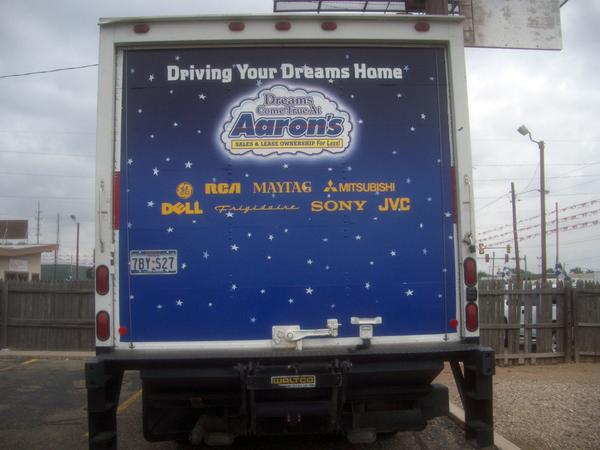 Driving Your Dreams Home
Dreams
Come True At
Aaron's
SALES & LEASE OWNERSHIP For Less!
GE RCA MAYTAG MITSUBISHI
DELL Frigidaire SONY JVC
7BY-S27
WALTCO